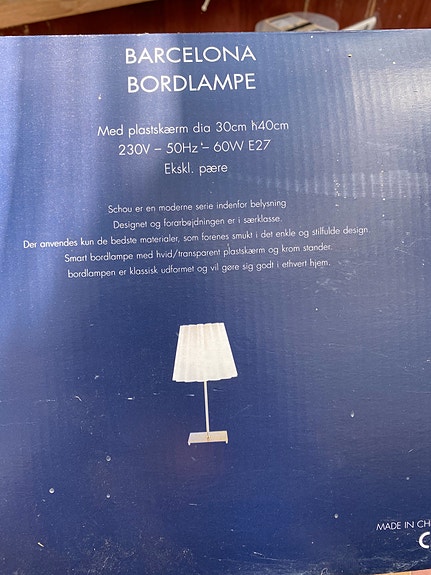 BARCELONA
BORDLAMPE
Med plastskærm dia 30cm h40cm
230V – 50Hz – 60W E27
Ekskl. pære
Schou er en moderne serie indenfor belysning
Designet og forarbejdningen er i særklasse.
Der anvendes kun de bedste materialer, som forenes smukt i det enkle og stilfulde design.
Smart bordlampe med hvid/transparent plastskærm og krom stander.
bordlampen er klassisk udformet og vil gøre sig godt i ethvert hjem.
MADE IN CH
C